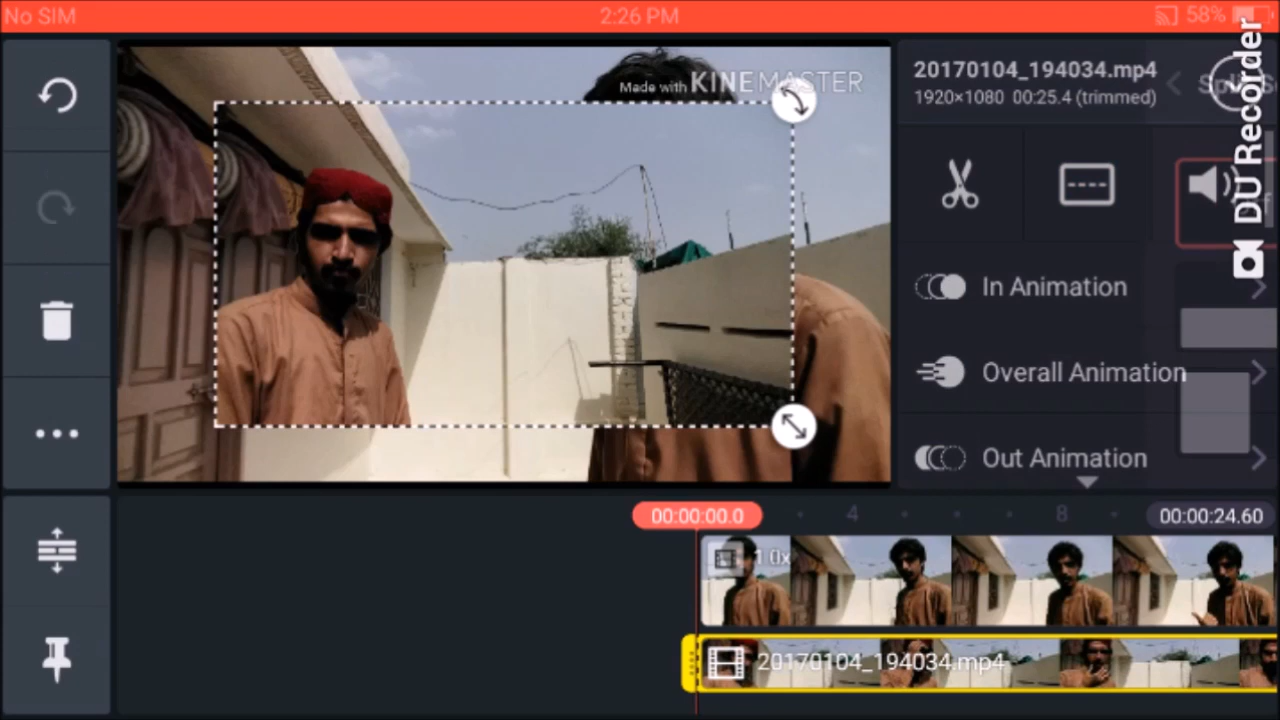 No SIM
2:26 PM
58%
Made with KINEMASTER
20170104_194034.mp4
1920×1080 00:25.4 (trimmed)
DU Recorder
In Animation
Overall Animation
Out Animation
00:00:00.0
4
8
00:00:24.60
1.0x
20170104_194034.mp4